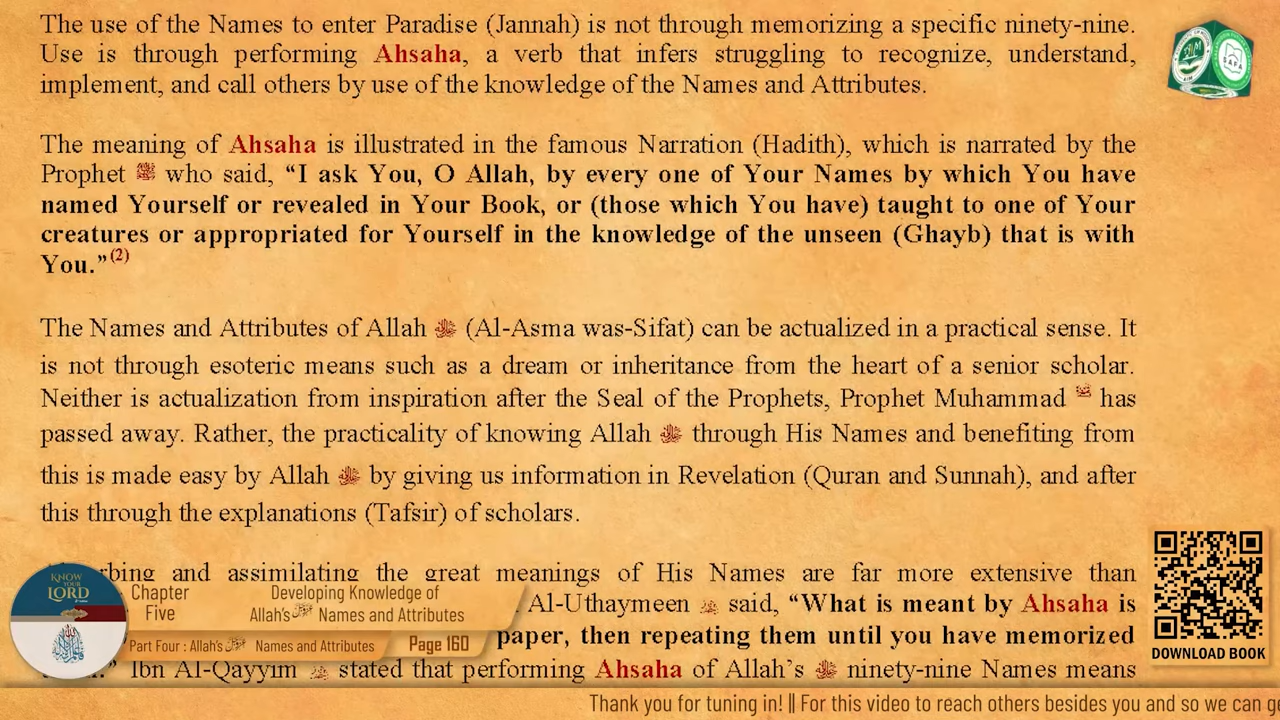 The use of the Names to enter Paradise (Jannah) is not through memorizing a specific ninety-nine.
Use is through performing Ahsaha, a verb that infers struggling to recognize, understand,
implement, and call others by use of the knowledge of the Names and Attributes.
The meaning of Ahsaha is illustrated in the famous Narration (Hadith), which is narrated by the
Prophet ﷺ who said, “I ask You, O Allah, by every one of Your Names by which You have
named Yourself or revealed in Your Book, or (those which You have) taught to one of Your
creatures or appropriated for Yourself in the knowledge of the unseen (Ghayb) that is with
You.”(2)
The Names and Attributes of Allah ﷻ (Al-Asma was-Sifat) can be actualized in a practical sense. It
is not through esoteric means such as a dream or inheritance from the heart of a senior scholar.
Neither is actualization from inspiration after the Seal of the Prophets, Prophet Muhammad ﷺ has
passed away. Rather, the practicality of knowing Allah ﷻ through His Names and benefiting from
this is made easy by Allah ﷻ by giving us information in Revelation (Quran and Sunnah), and after
this through the explanations (Tafsir) of scholars.
and assimilating the great meanings of His Names are far more extensive than
Al-Uthaymeen said, “What is meant by Ahsaha is
paper, then repeating them until you have memorized
Ibn Al-Qayyim stated that performing Ahsaha of Allah’s ﷻ ninety-nine Names means
KNOW
YOUR
LORD
Chapter
Five
Developing Knowledge of
Allah’s ﷻ Names and Attributes
Part Four : Allah’s ﷻ Names and Attributes
Page 160
DOWNLOAD BOOK
Thank you for tuning in! || For this video to reach others besides you and so we can